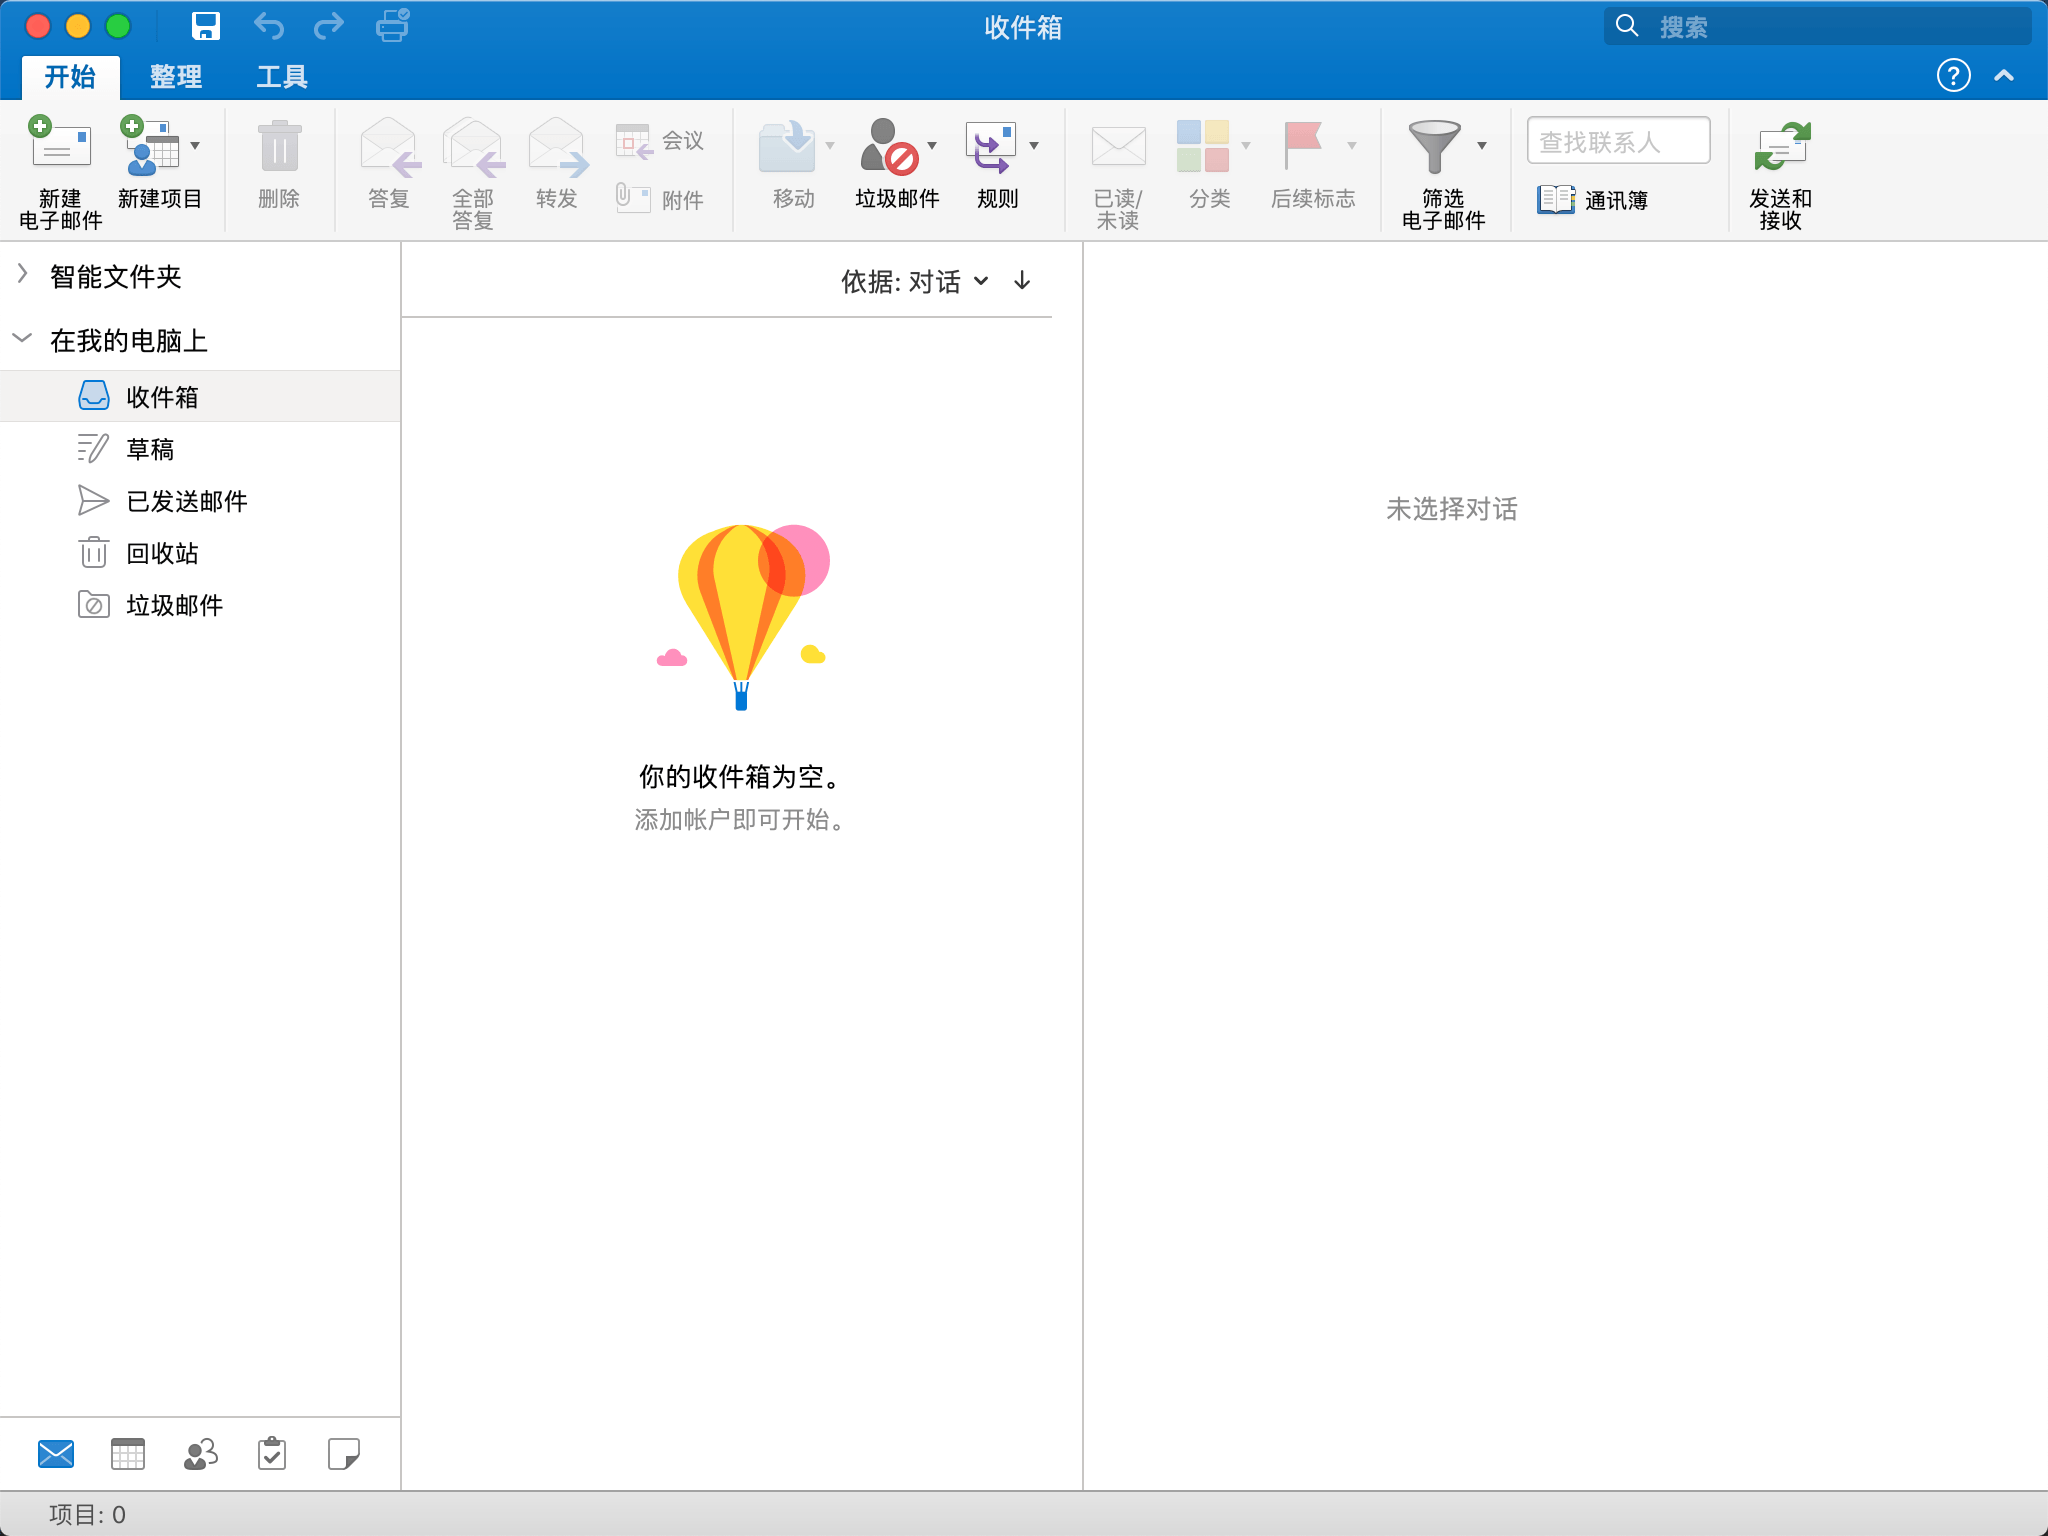 收件箱
搜索
开始
整理
工具
新建
电子邮件
新建项目
删除
答复
全部
答复
转发
会议
附件
移动
垃圾邮件
规则
已读/
未读
分类
后续标志
筛选
电子邮件
查找联系人
通讯簿
发送和
接收
智能文件夹
在我的电脑上
收件箱
草稿
已发送邮件
回收站
垃圾邮件
依据: 对话
你的收件箱为空。
添加帐户即可开始。
未选择对话
项目: 0